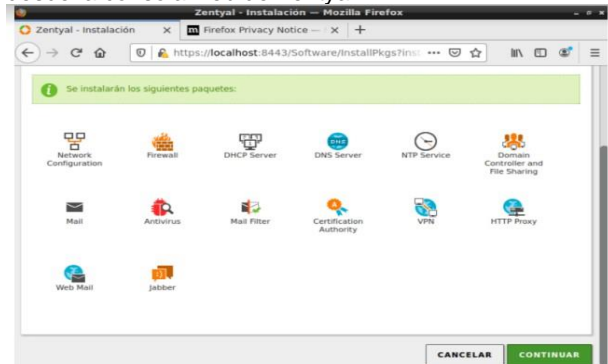 Zentyal - Instalación — Mozilla Firefox
Zentyal - Instalación
Firefox Privacy Notice —
https://localhost:8443/Software/InstallPkgs?ins
Se instalarán los siguientes paquetes:
Network Configuration
Firewall
DHCP Server
DNS Server
NTP Service
Domain Controller and File Sharing
Mail
Antivirus
Mail Filter
Certification Authority
VPN
HTTP Proxy
Web Mail
Jabber
CANCELAR
CONTINUAR